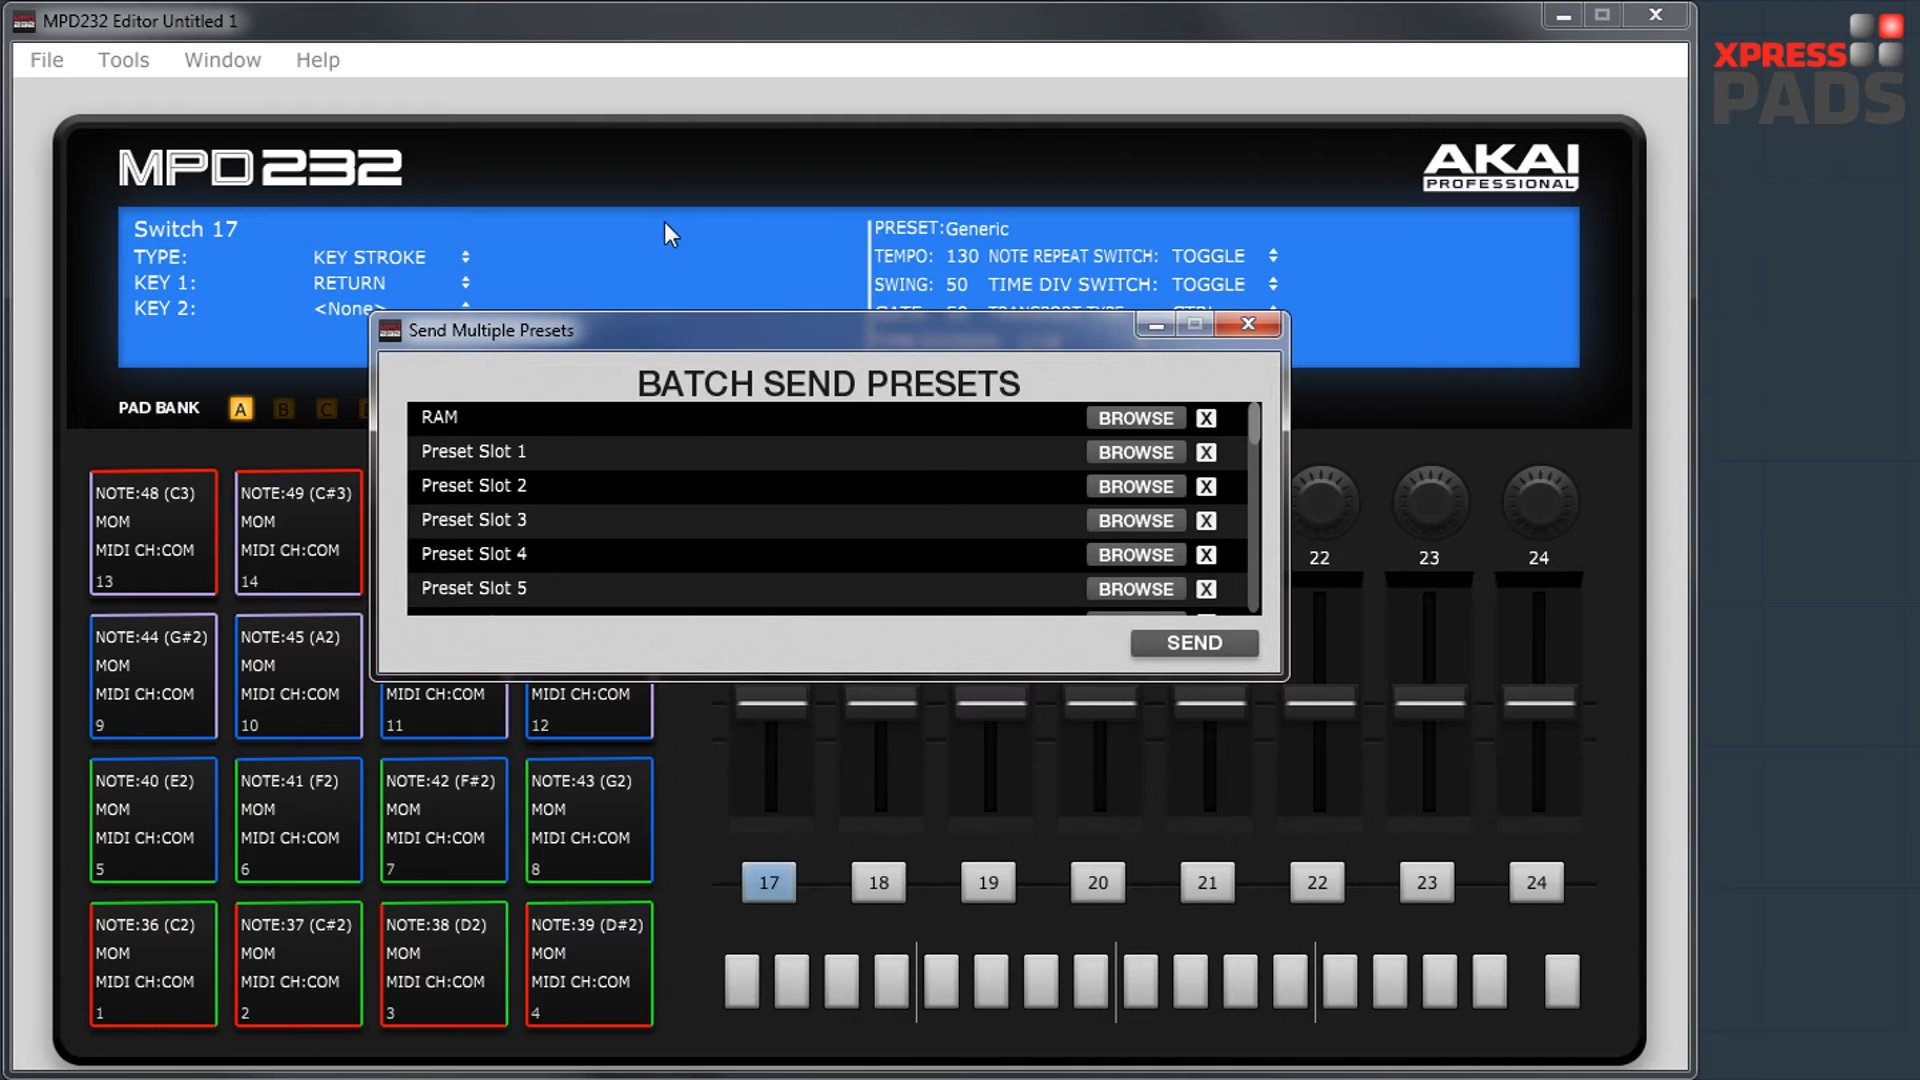 MPD232 Editor Untitled 1
File Tools Window Help
XPRESS
PADS
MPD232
AKAI
PROFESSIONAL
Switch 17
TYPE: KEY STROKE
KEY 1: RETURN
KEY 2: <None>
PRESET:Generic
TEMPO: 130 NOTE REPEAT SWITCH: TOGGLE
SWING: 50 TIME DIV SWITCH: TOGGLE
PAD BANK A B C
Send Multiple Presets
BATCH SEND PRESETS
RAM BROWSE X
Preset Slot 1 BROWSE X
Preset Slot 2 BROWSE X
Preset Slot 3 BROWSE X
Preset Slot 4 BROWSE X
Preset Slot 5 BROWSE X
SEND
NOTE:48 (C3)
MOM
MIDI CH:COM
13
NOTE:49 (C#3)
MOM
MIDI CH:COM
14
NOTE:44 (G#2)
MOM
MIDI CH:COM
9
NOTE:45 (A2)
MOM
MIDI CH:COM
10
MIDI CH:COM
11
MIDI CH:COM
12
NOTE:40 (E2)
MOM
MIDI CH:COM
5
NOTE:41 (F2)
MOM
MIDI CH:COM
6
NOTE:42 (F#2)
MOM
MIDI CH:COM
7
NOTE:43 (G2)
MOM
MIDI CH:COM
8
NOTE:36 (C2)
MOM
MIDI CH:COM
1
NOTE:37 (C#2)
MOM
MIDI CH:COM
2
NOTE:38 (D2)
MOM
MIDI CH:COM
3
NOTE:39 (D#2)
MOM
MIDI CH:COM
4
22 23 24
17 18 19 20 21 22 23 24